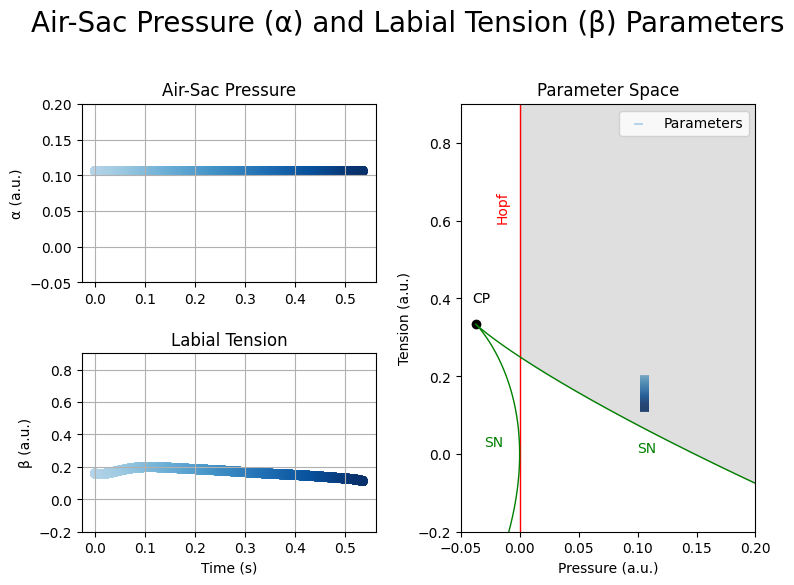 Air-Sac Pressure (α) and Labial Tension (β) Parameters
Air-Sac Pressure
α (a.u.)
0.20
0.15
0.10
0.05
0.00
−0.05
0.0 0.1 0.2 0.3 0.4 0.5
Labial Tension
β (a.u.)
0.8
0.6
0.4
0.2
0.0
−0.2
0.0 0.1 0.2 0.3 0.4 0.5
Time (s)
Parameter Space
Parameters
Tension (a.u.)
0.8
0.6
0.4
0.2
0.0
−0.2
Hopf
CP
SN
SN
−0.05 0.00 0.05 0.10 0.15 0.20
Pressure (a.u.)